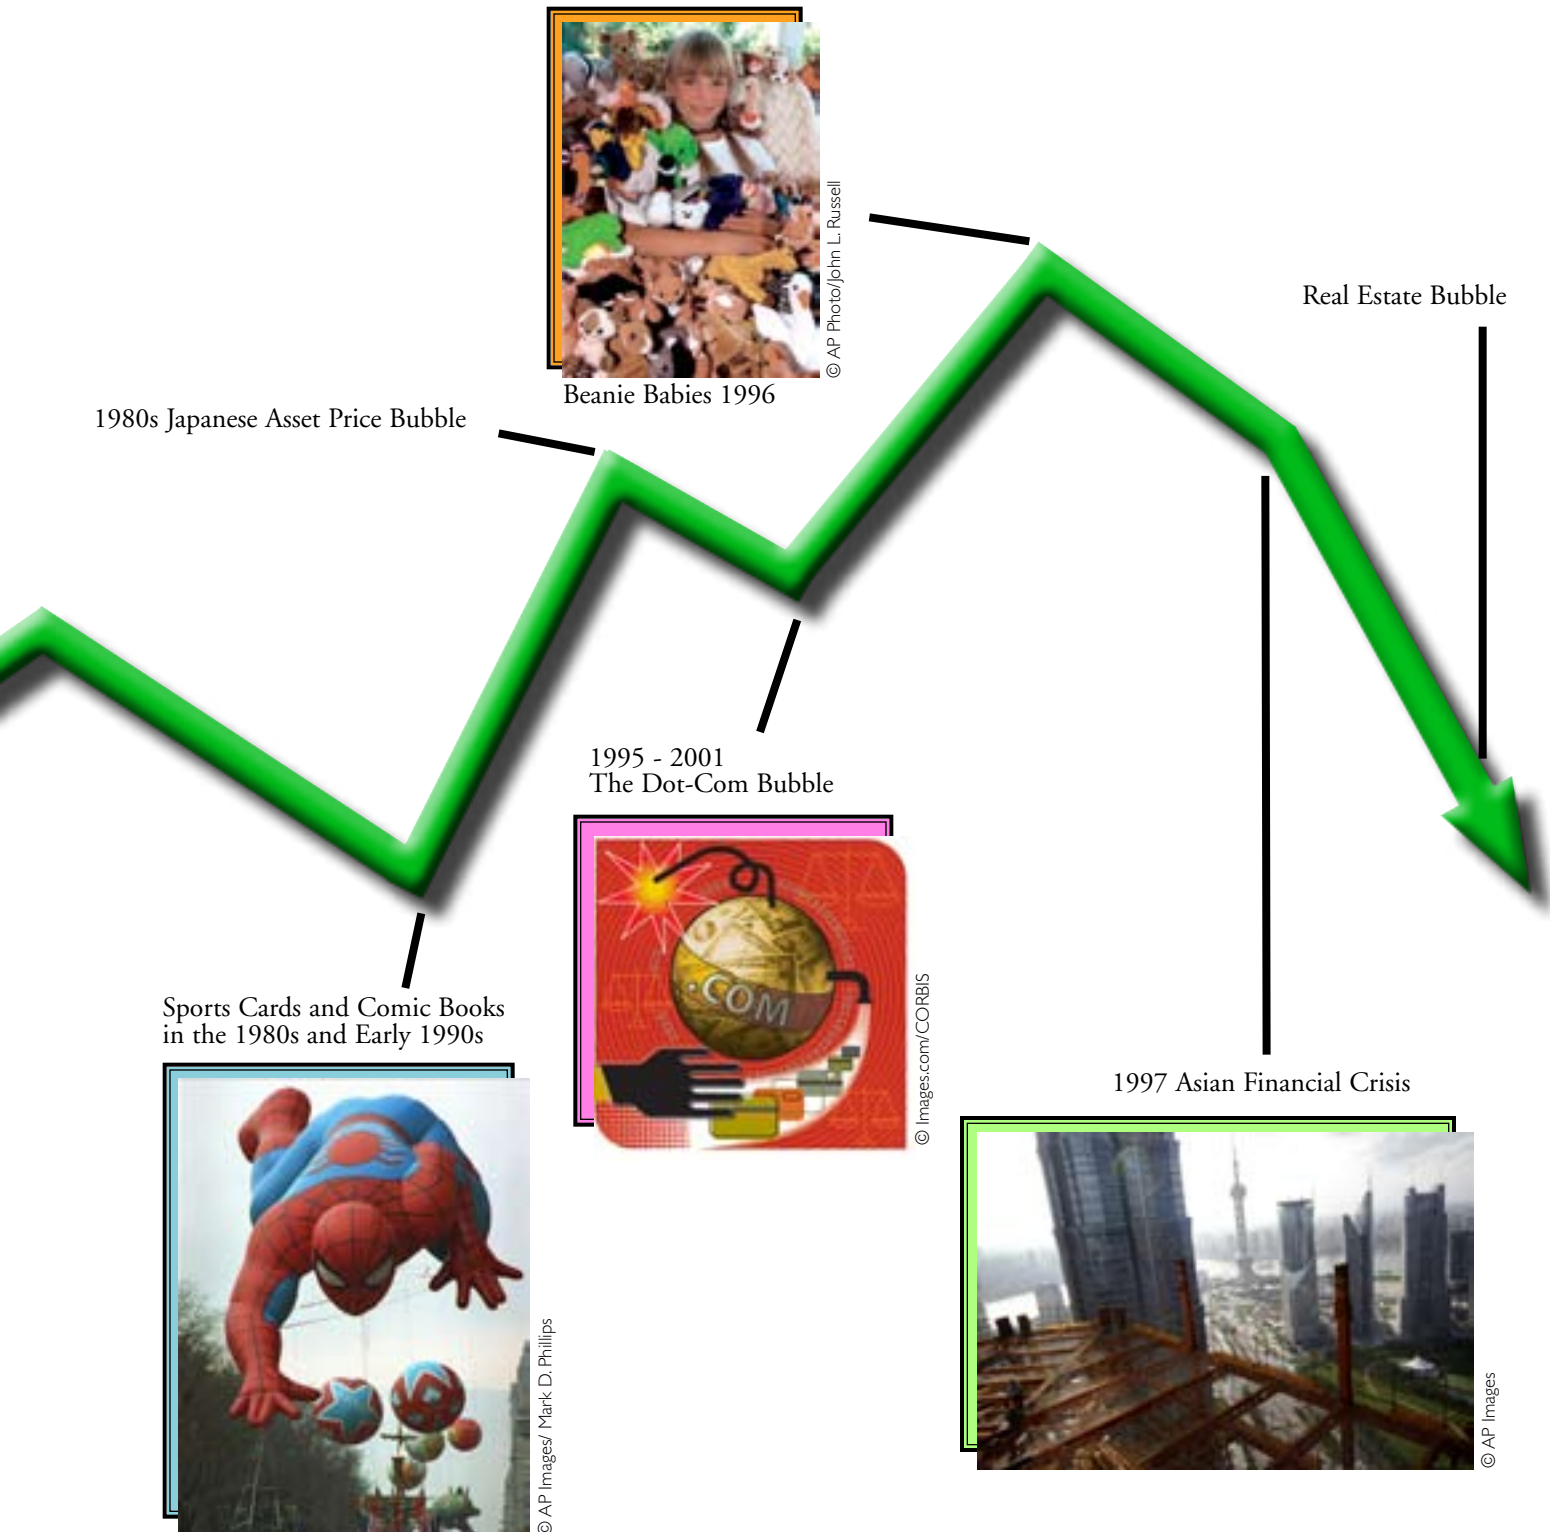 © AP Photo/John L. Russell
Beanie Babies 1996
Real Estate Bubble
1980s Japanese Asset Price Bubble
1995 - 2001
The Dot-Com Bubble
.COM
© Images.com/CORBIS
Sports Cards and Comic Books
in the 1980s and Early 1990s
© AP Images/ Mark D. Phillips
1997 Asian Financial Crisis
© AP Images